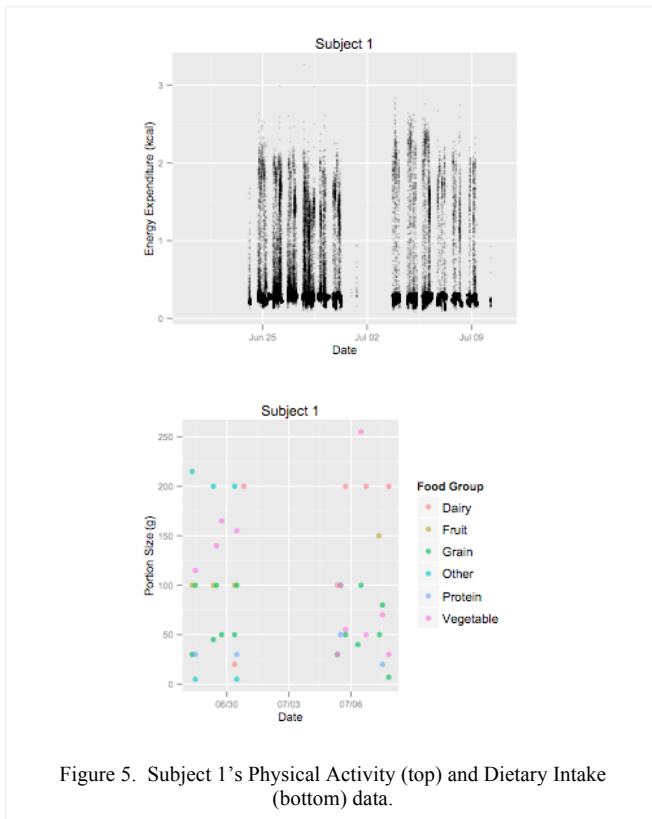 Subject 1
3
2
1
0
Energy Expenditure (kcal)
Jun 25
Jul 02
Jul 09
Date
Subject 1
250
200
150
100
50
0
Portion Size (g)
06/30
07/03
07/06
Date
Food Group
Dairy
Fruit
Grain
Other
Protein
Vegetable
Figure 5.  Subject 1's Physical Activity (top) and Dietary Intake
(bottom) data.